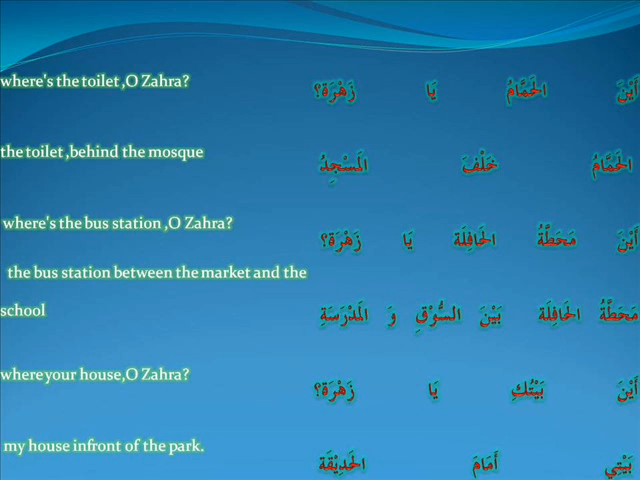 where's the toilet ,O Zahra?
أَيْنَ الحَمَّامُ يَا زَهْرَة؟
the toilet ,behind the mosque
الحَمَّامُ خَلْفَ المَسْجِدُ
where's the bus station ,O Zahra?
أَيْنَ مَحَطَّةُ الحَافِلَة يَا زَهْرَة؟
the bus station between the market and the
school
مَحَطَّةُ الحَافِلَة بَيْنَ السُّوْقِ وَ المَدْرَسَةِ
where your house,O Zahra?
أَيْنَ بَيْتُكِ يَا زَهْرَة؟
my house infront of the park.
بَيْتِي أَمَامَ الحَدِيْقَة